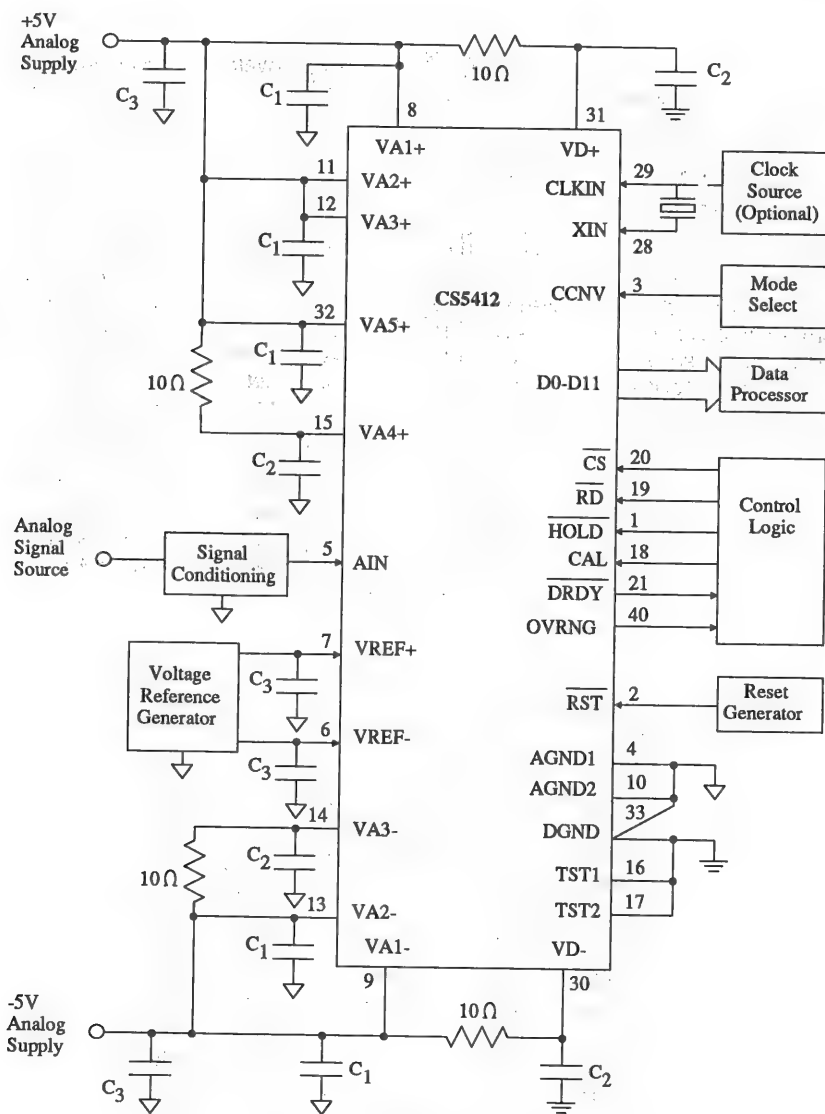 +5V
Analog
Supply
C3
C1
8
10Ω
31
C2
VA1+
VD+
11
VA2+
12
VA3+
C1
CLKIN
29
Clock
Source
(Optional)
XIN
28
CS5412
CCNV
3
Mode
Select
32
VA5+
C1
10Ω
D0-D11
Data
Processor
15
VA4+
C2
CS
20
RD
19
HOLD
1
CAL
18
DRDY
21
OVRNG
40
Control
Logic
Analog
Signal
Source
Signal
Conditioning
5
AIN
7
VREF+
Voltage
Reference
Generator
C3
6
VREF-
C3
RST
2
Reset
Generator
AGND1
4
AGND2
10
33
DGND
TST1
16
TST2
17
14
VA3-
10Ω
C2
13
VA2-
C1
VA1-
9
VD-
30
-5V
Analog
Supply
C3
C1
10Ω
C2